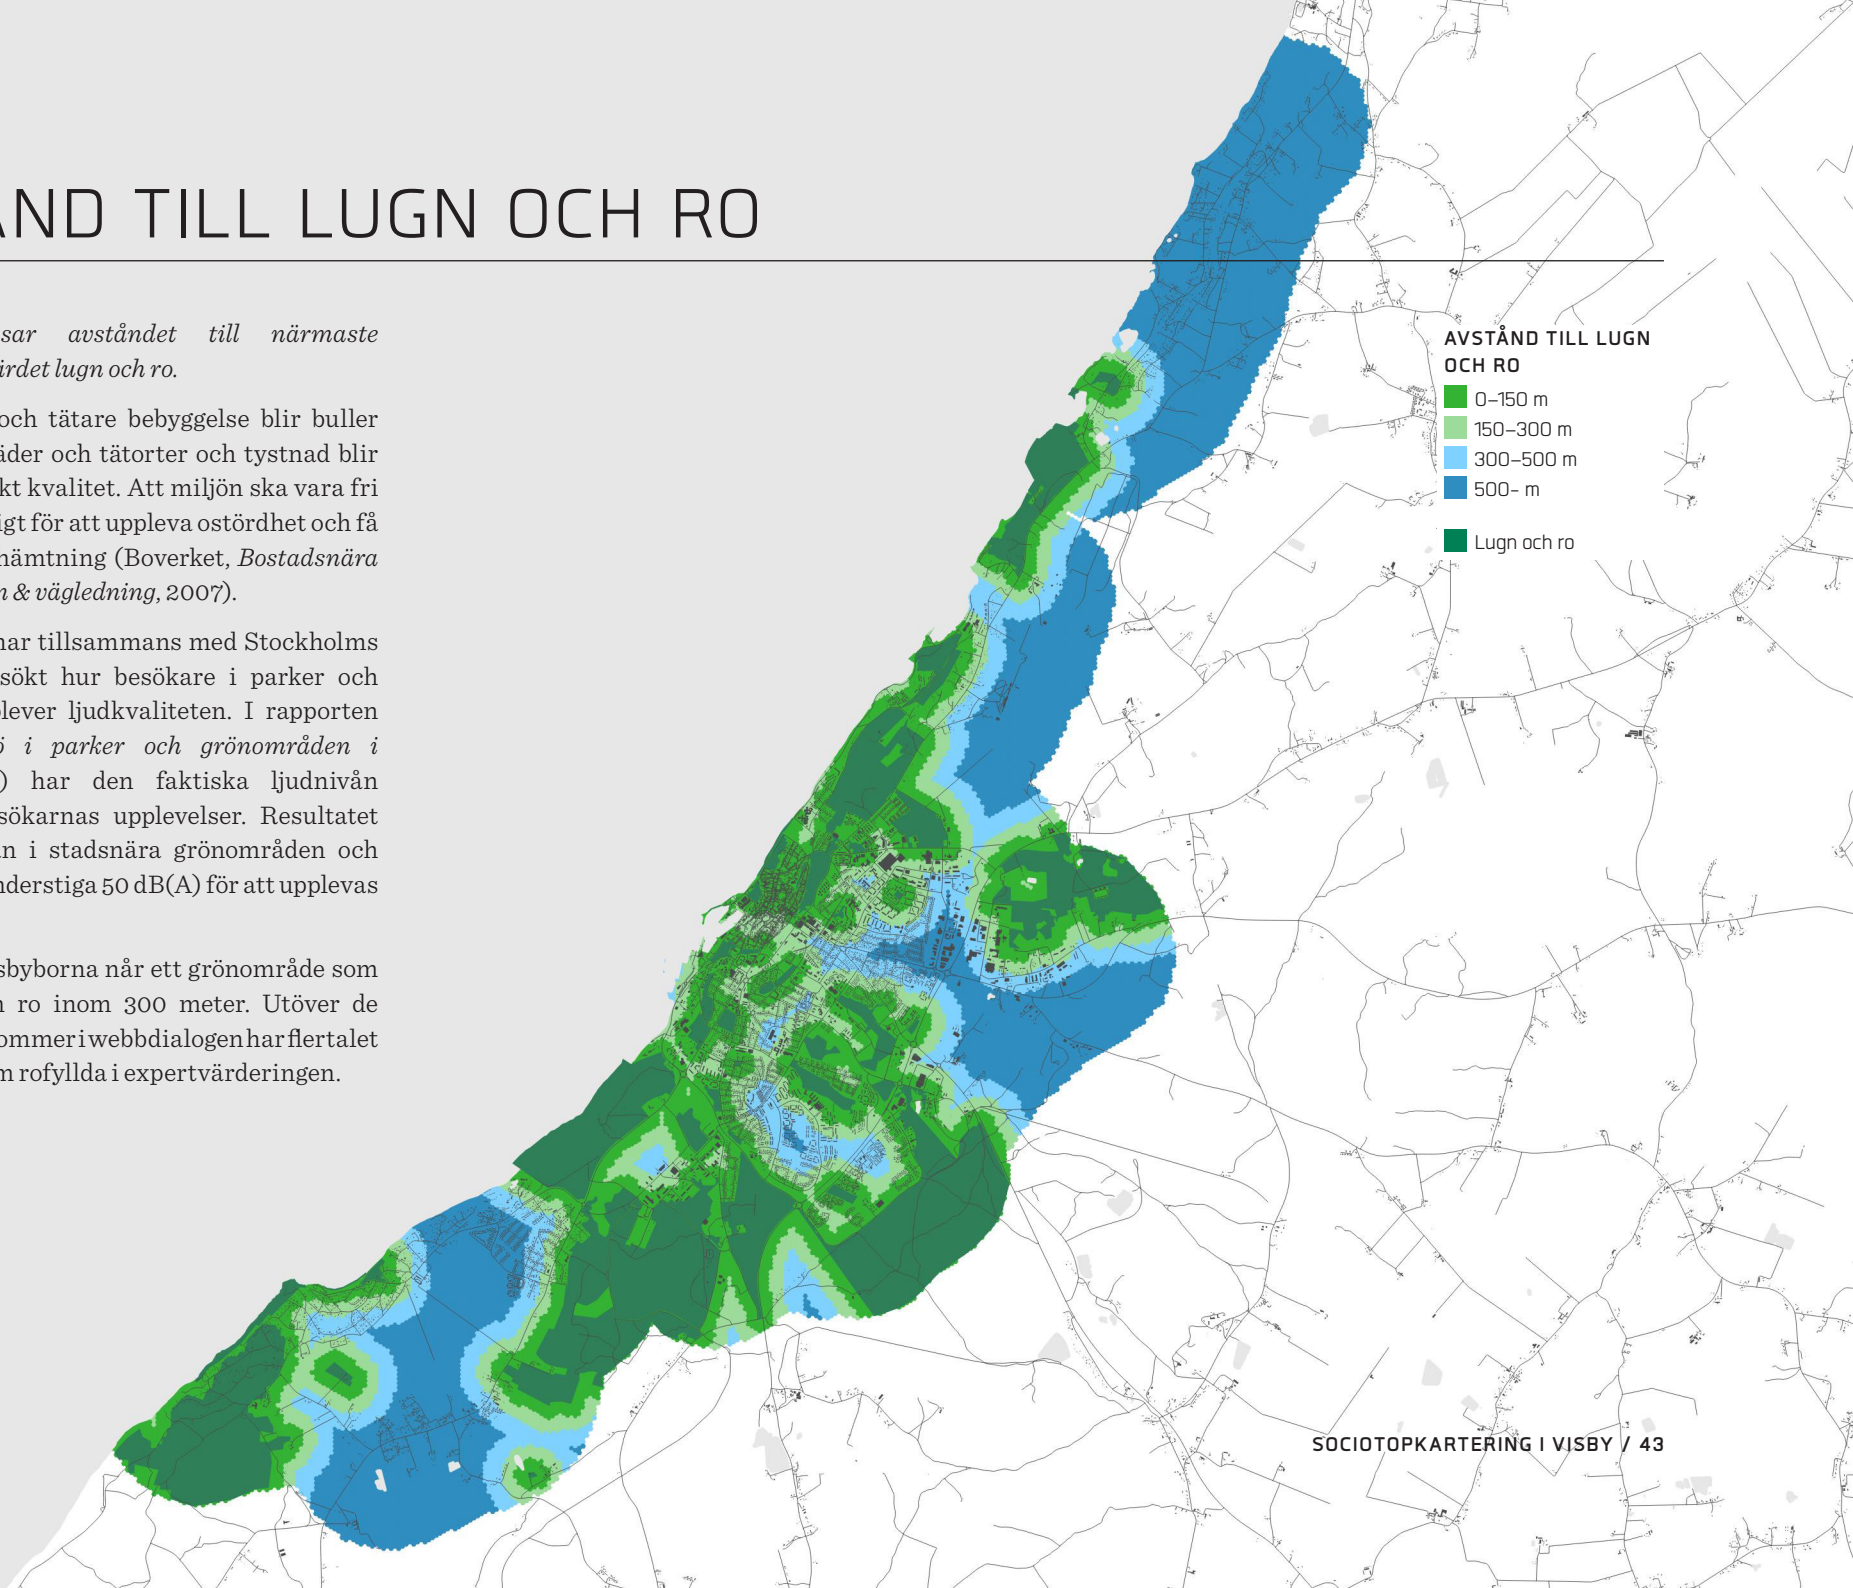 ND TILL LUGN OCH RO
sar avståndet till närmaste
rdet lugn och ro.
och tätare bebyggelse blir buller
äder och tätorter och tystnad blir
kt kvalitet. Att miljön ska vara fri
igt för att uppleva ostördhet och få
hämtning (Boverket, Bostadsnära
n & vägledning, 2007).
har tillsammans med Stockholms
sökt hur besökare i parker och
plever ljudkvaliteten. I rapporten
ö i parker och grönområden i
) har den faktiska ljudnivån
sökarnas upplevelser. Resultatet
n i stadsnära grönområden och
nderstiga 50 dB(A) för att upplevas
sbyborna når ett grönområde som
h ro inom 300 meter. Utöver de
ommer i webbdialogen har flertalet
m rofyllda i expertvärderingen.
AVSTÅND TILL LUGN
OCH RO
0–150 m
150–300 m
300–500 m
500- m
Lugn och ro
SOCIOTOPKARTERING I VISBY / 43